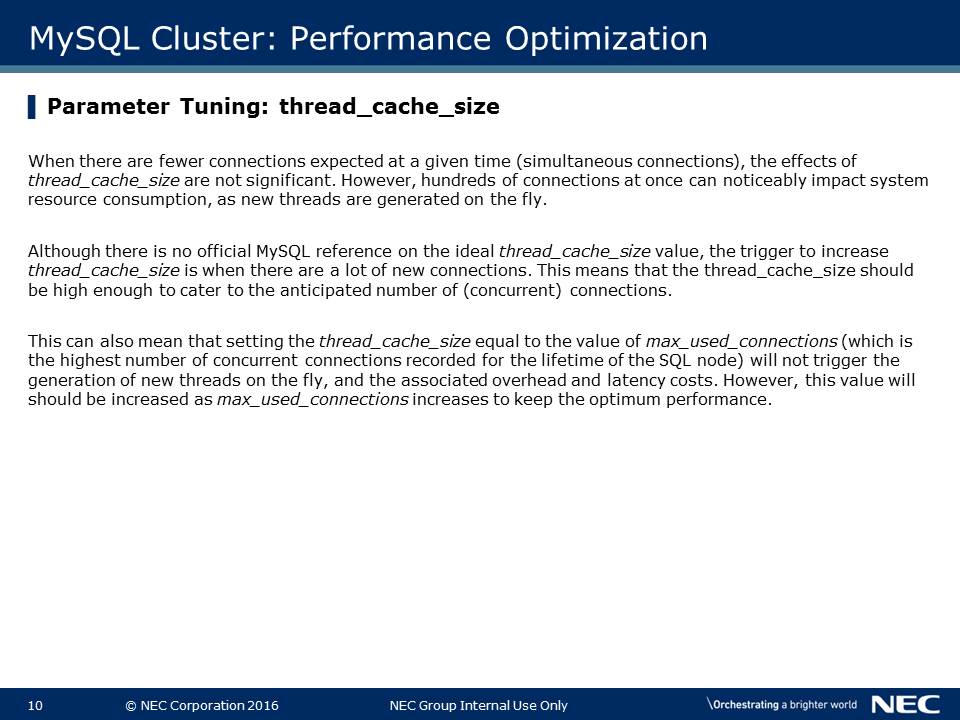 MySQL Cluster: Performance Optimization
Parameter Tuning: thread_cache_size
When there are fewer connections expected at a given time (simultaneous connections), the effects of
thread_cache_size are not significant. However, hundreds of connections at once can noticeably impact system
resource consumption, as new threads are generated on the fly.
Although there is no official MySQL reference on the ideal thread_cache_size value, the trigger to increase
thread_cache_size is when there are a lot of new connections. This means that the thread_cache_size should
be high enough to cater to the anticipated number of (concurrent) connections.
This can also mean that setting the thread_cache_size equal to the value of max_used_connections (which is
the highest number of concurrent connections recorded for the lifetime of the SQL node) will not trigger the
generation of new threads on the fly, and the associated overhead and latency costs. However, this value will
should be increased as max_used_connections increases to keep the optimum performance.
10 © NEC Corporation 2016 NEC Group Internal Use Only \Orchestrating a brighter world NEC